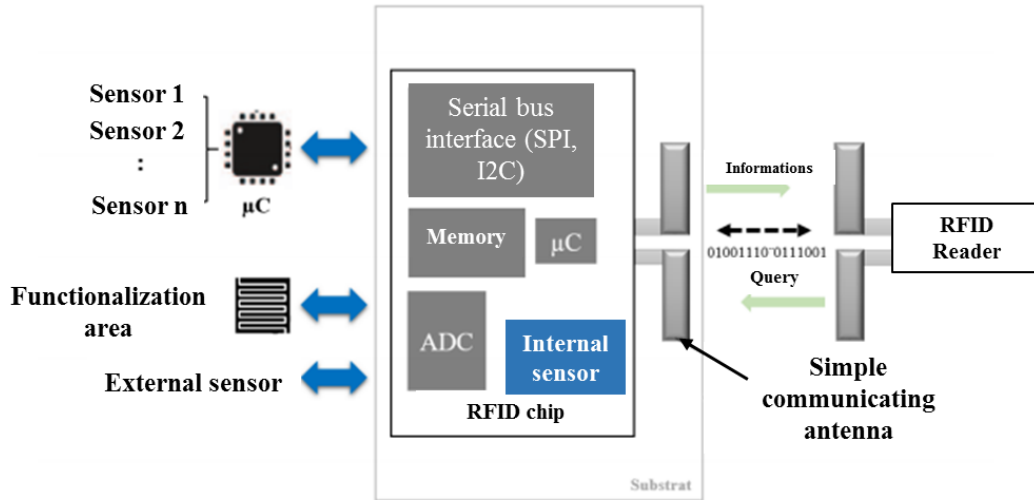 Sensor 1
Sensor 2
:
Sensor n
µC
Functionalization
area
External sensor
Serial bus
interface (SPI,
I2C)
Memory
µC
ADC
Internal
sensor
RFID chip
Substrat
Informations
01001110-0111001
Query
RFID
Reader
Simple
communicating
antenna